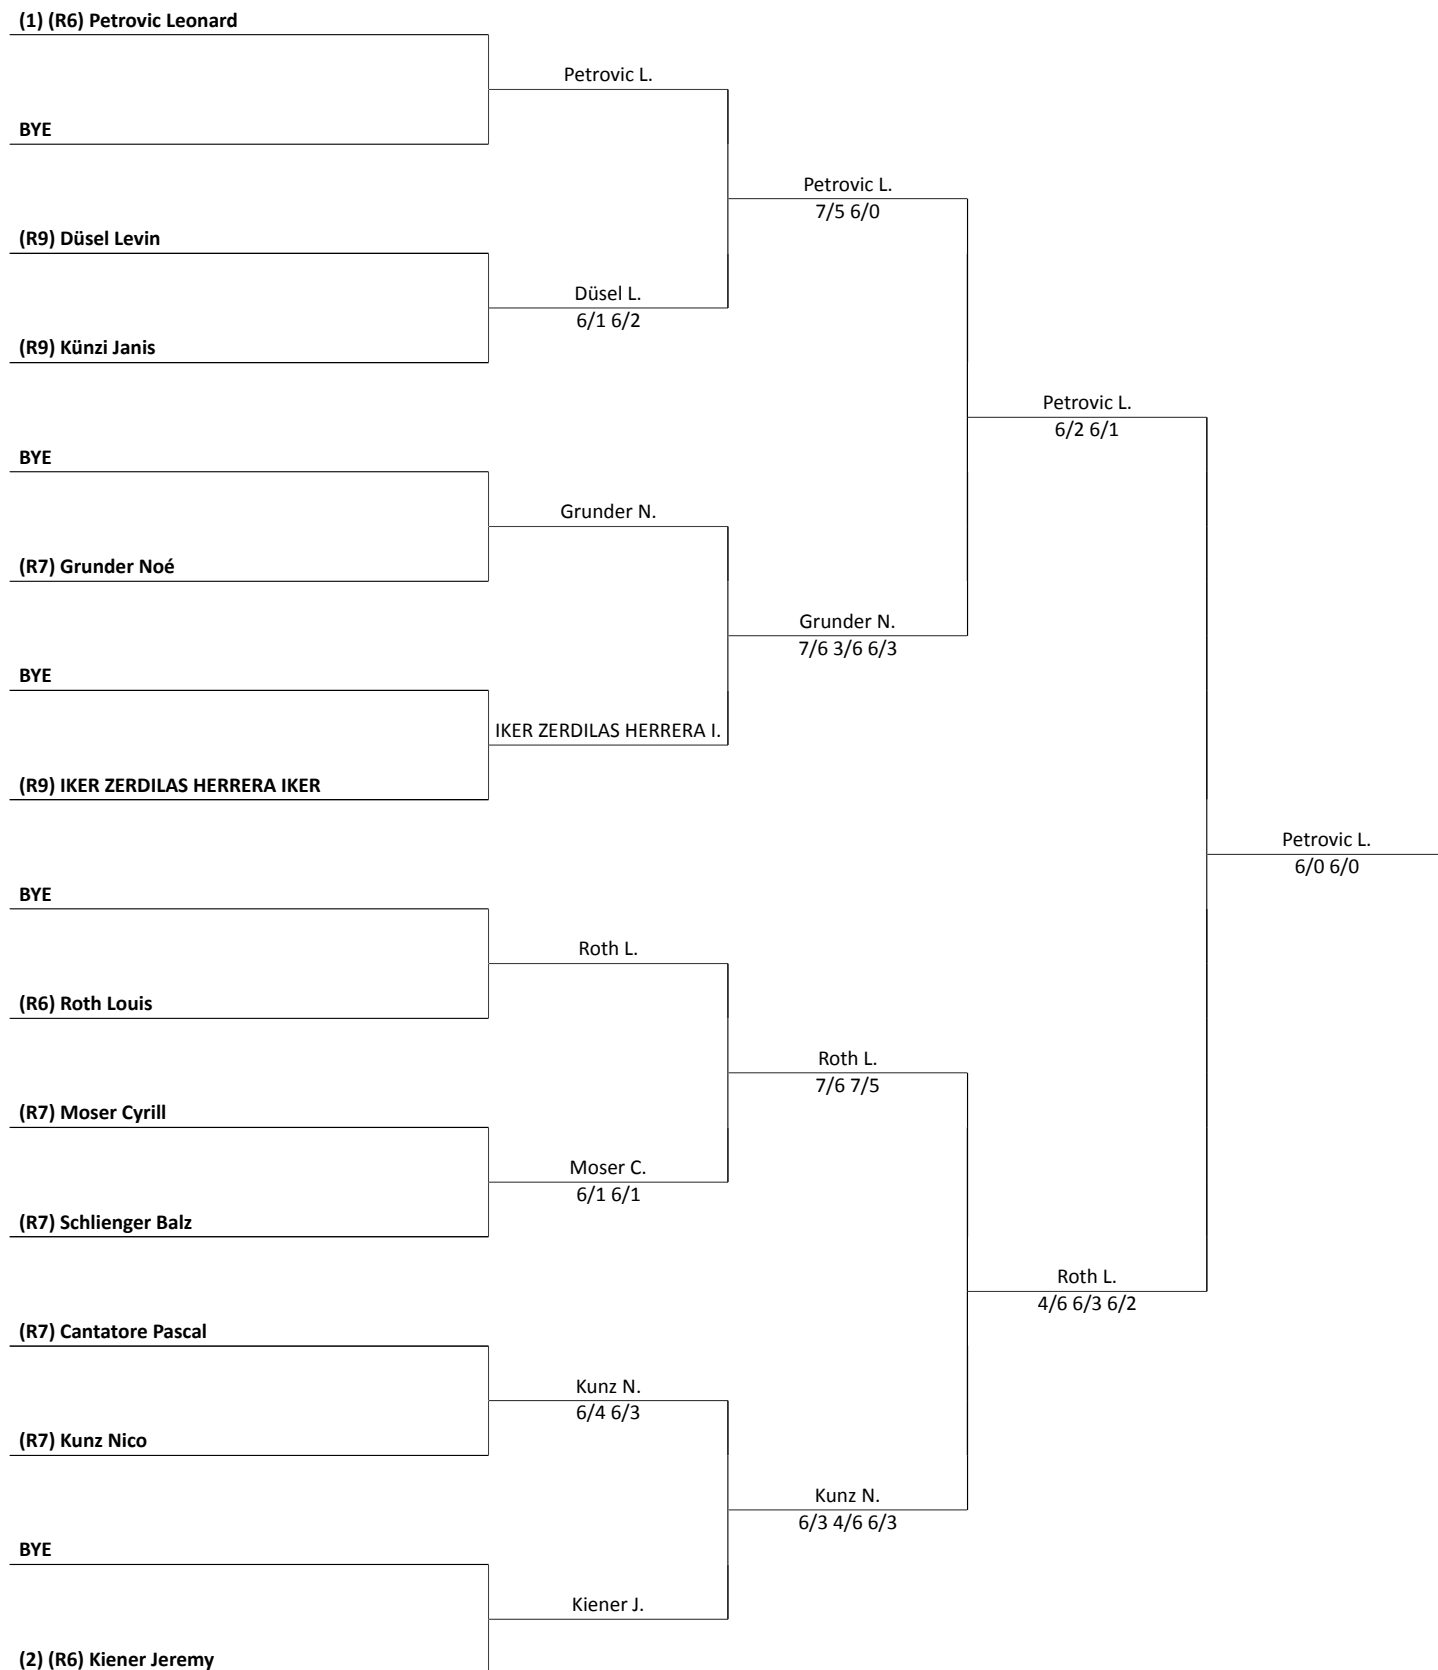 (1) (R6) Petrovic Leonard
Petrovic L.
BYE
Petrovic L.
7/5 6/0
(R9) Düsel Levin
Düsel L.
6/1 6/2
(R9) Künzi Janis
Petrovic L.
6/2 6/1
BYE
Grunder N.
(R7) Grunder Noé
Grunder N.
7/6 3/6 6/3
BYE
IKER ZERDILAS HERRERA I.
(R9) IKER ZERDILAS HERRERA IKER
Petrovic L.
6/0 6/0
BYE
Roth L.
(R6) Roth Louis
Roth L.
7/6 7/5
(R7) Moser Cyrill
Moser C.
6/1 6/1
(R7) Schlienger Balz
Roth L.
4/6 6/3 6/2
(R7) Cantatore Pascal
Kunz N.
6/4 6/3
(R7) Kunz Nico
Kunz N.
6/3 4/6 6/3
BYE
Kiener J.
(2) (R6) Kiener Jeremy